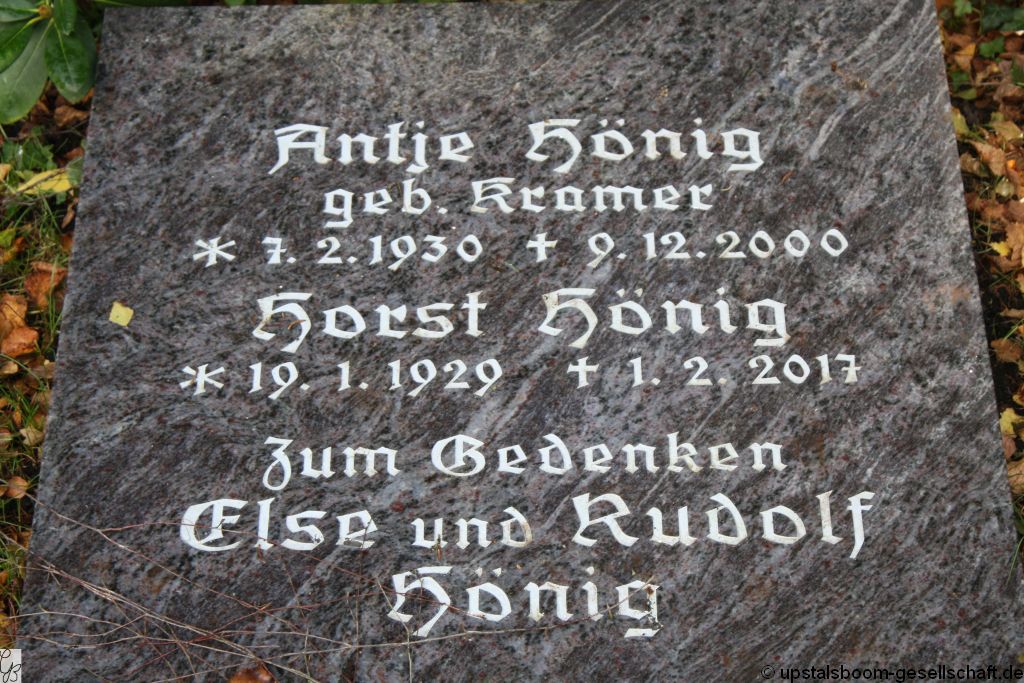 Antje Hönig
geb. Kramer
* 7. 2. 1930 † 9. 12. 2000
Horst Hönig
* 19. 1. 1929 † 1. 2. 2017
Zum Gedenken
Else und Rudolf
Hönig
© upstalsboom-gesellschaft.de